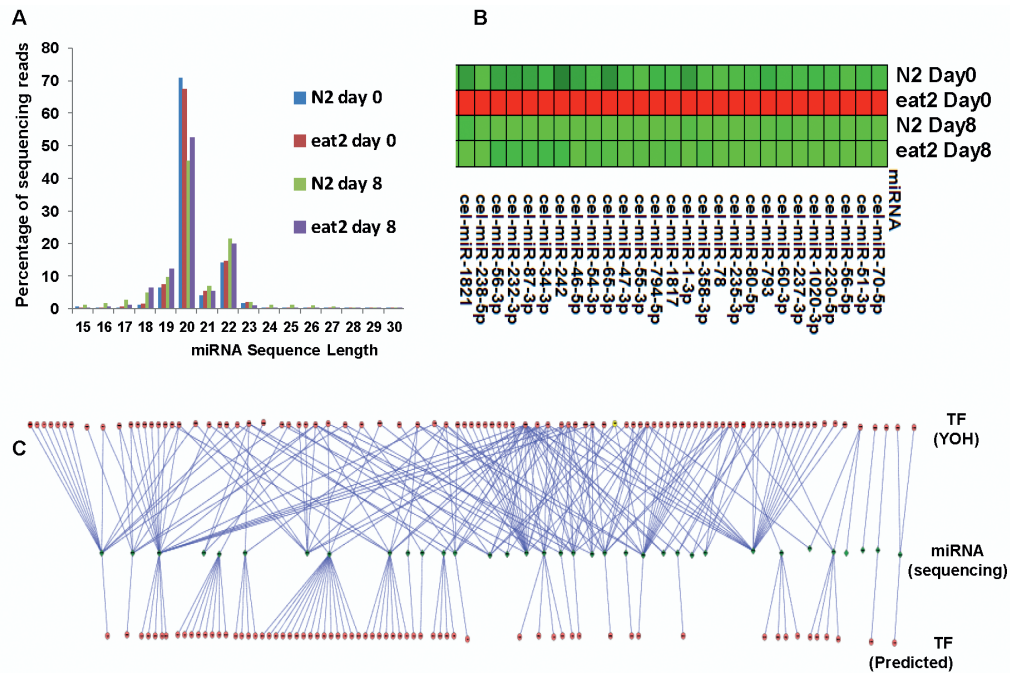 A
Percentage of sequencing reads
80
70
60
50
40
30
20
10
0
15 16 17 18 19 20 21 22 23 24 25 26 27 28 29 30
miRNA Sequence Length
N2 day 0
eat2 day 0
N2 day 8
eat2 day 8
B
N2 Day0
eat2 Day0
N2 Day8
eat2 Day8
miRNA
cel-miR-1821
cel-miR-238-5p
cel-miR-56-3p
cel-miR-232-3p
cel-miR-87-3p
cel-miR-34-3p
cel-miR-242
cel-miR-46-5p
cel-miR-54-3p
cel-miR-65-3p
cel-miR-47-3p
cel-miR-55-3p
cel-miR-794-5p
cel-miR-1817
cel-miR-1-3p
cel-miR-358-3p
cel-miR-78
cel-miR-235-3p
cel-miR-80-5p
cel-miR-793
cel-miR-60-3p
cel-miR-237-3p
cel-miR-1020-3p
cel-miR-230-5p
cel-miR-56-5p
cel-miR-51-3p
cel-miR-70-5p
C
TF
(YOH)
miRNA
(sequencing)
TF
(Predicted)